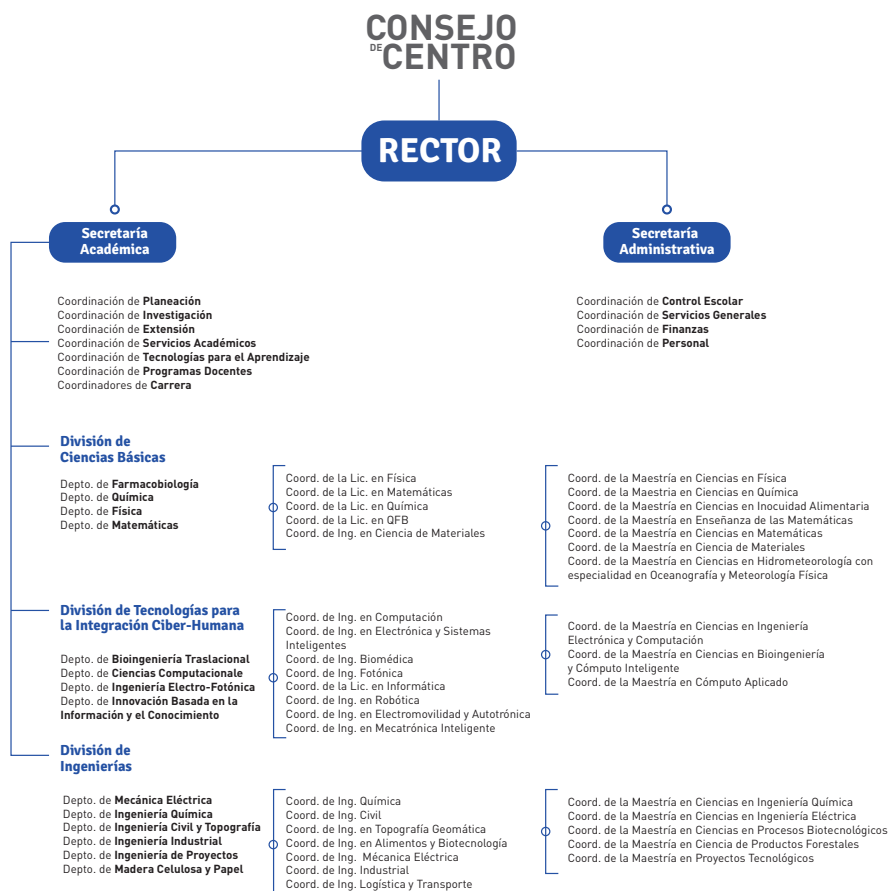 CONSEJO
DE CENTRO
RECTOR
Secretaría
Académica
Secretaría
Administrativa
Coordinación de Planeación
Coordinación de Investigación
Coordinación de Extensión
Coordinación de Servicios Académicos
Coordinación de Tecnologías para el Aprendizaje
Coordinación de Programas Docentes
Coordinadores de Carrera
Coordinación de Control Escolar
Coordinación de Servicios Generales
Coordinación de Finanzas
Coordinación de Personal
División de
Ciencias Básicas
Depto. de Farmacobiología
Depto. de Química
Depto. de Física
Depto. de Matemáticas
Coord. de la Lic. en Física
Coord. de la Lic. en Matemáticas
Coord. de la Lic. en Química
Coord. de la Lic. en QFB
Coord. de Ing. en Ciencia de Materiales
Coord. de la Maestría en Ciencias en Física
Coord. de la Maestria en Ciencias en Química
Coord. de la Maestría en Ciencias en Inocuidad Alimentaria
Coord. de la Maestría en Enseñanza de las Matemáticas
Coord. de la Maestría en Ciencias en Matemáticas
Coord. de la Maestría en Ciencia de Materiales
Coord. de la Maestría en Ciencias en Hidrometeorología con
especialidad en Oceanografía y Meteorología Física
División de Tecnologías para
la Integración Ciber-Humana
Depto. de Bioingeniería Traslacional
Depto. de Ciencias Computacionale
Depto. de Ingeniería Electro-Fotónica
Depto. de Innovación Basada en la
Información y el Conocimiento
Coord. de Ing. en Computación
Coord. de Ing. en Electrónica y Sistemas
Inteligentes
Coord. de Ing. Biomédica
Coord. de Ing. Fotónica
Coord. de la Lic. en Informática
Coord. de Ing. en Robótica
Coord. de Ing. en Electromovilidad y Autotrónica
Coord. de Ing. en Mecatrónica Inteligente
Coord. de la Maestría en Ciencias en Ingeniería
Electrónica y Computación
Coord. de la Maestría en Ciencias en Bioingeniería
y Cómputo Inteligente
Coord. de la Maestría en Cómputo Aplicado
División de
Ingenierías
Depto. de Mecánica Eléctrica
Depto. de Ingeniería Química
Depto. de Ingeniería Civil y Topografía
Depto. de Ingeniería Industrial
Depto. de Ingeniería de Proyectos
Depto. de Madera Celulosa y Papel
Coord. de Ing. Química
Coord. de Ing. Civil
Coord. de Ing. en Topografía Geomática
Coord. de Ing. en Alimentos y Biotecnología
Coord. de Ing. Mécanica Eléctrica
Coord. de Ing. Industrial
Coord. de Ing. Logística y Transporte
Coord. de la Maestría en Ciencias en Ingeniería Química
Coord. de la Maestría en Ciencias en Ingeniería Eléctrica
Coord. de la Maestría en Ciencias en Procesos Biotecnológicos
Coord. de la Maestría en Ciencia de Productos Forestales
Coord. de la Maestría en Proyectos Tecnológicos